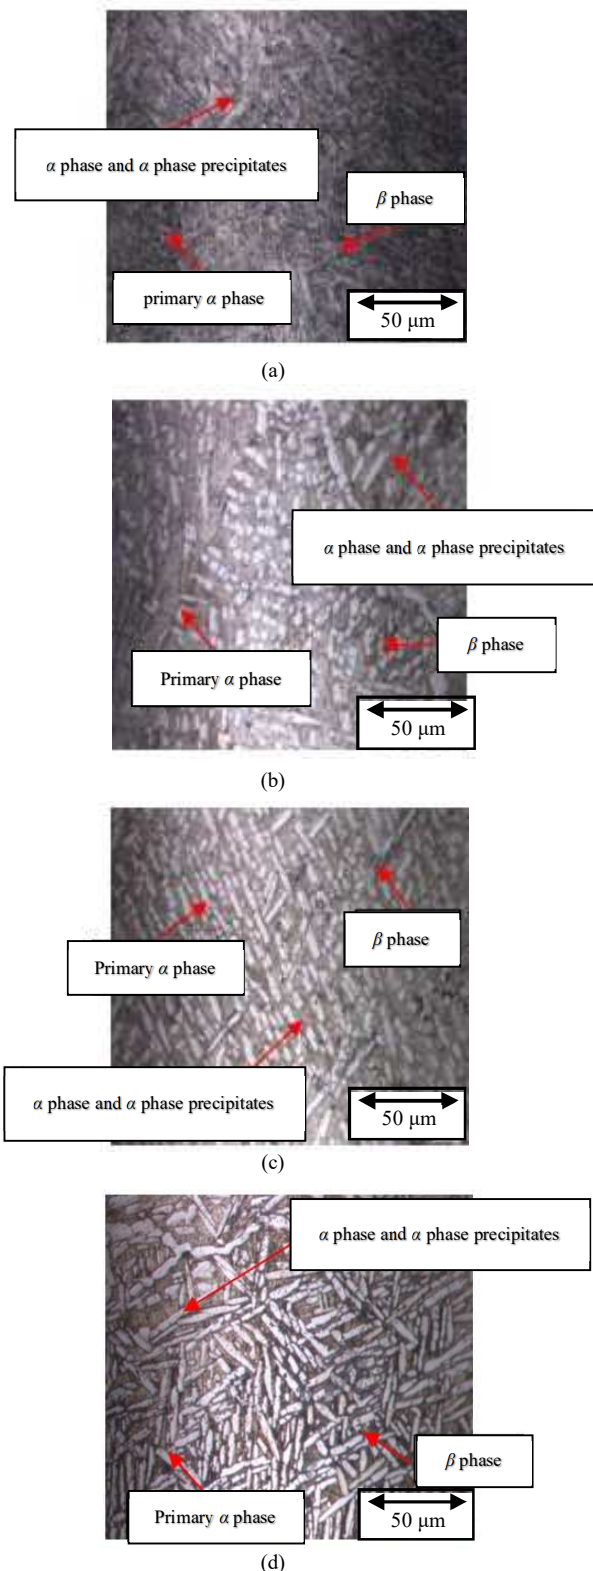 α phase and α phase precipitates
β phase
primary α phase
50 μm
(a)
α phase and α phase precipitates
β phase
Primary α phase
50 μm
(b)
β phase
Primary α phase
α phase and α phase precipitates
50 μm
(c)
α phase and α phase precipitates
β phase
Primary α phase
50 μm
(d)